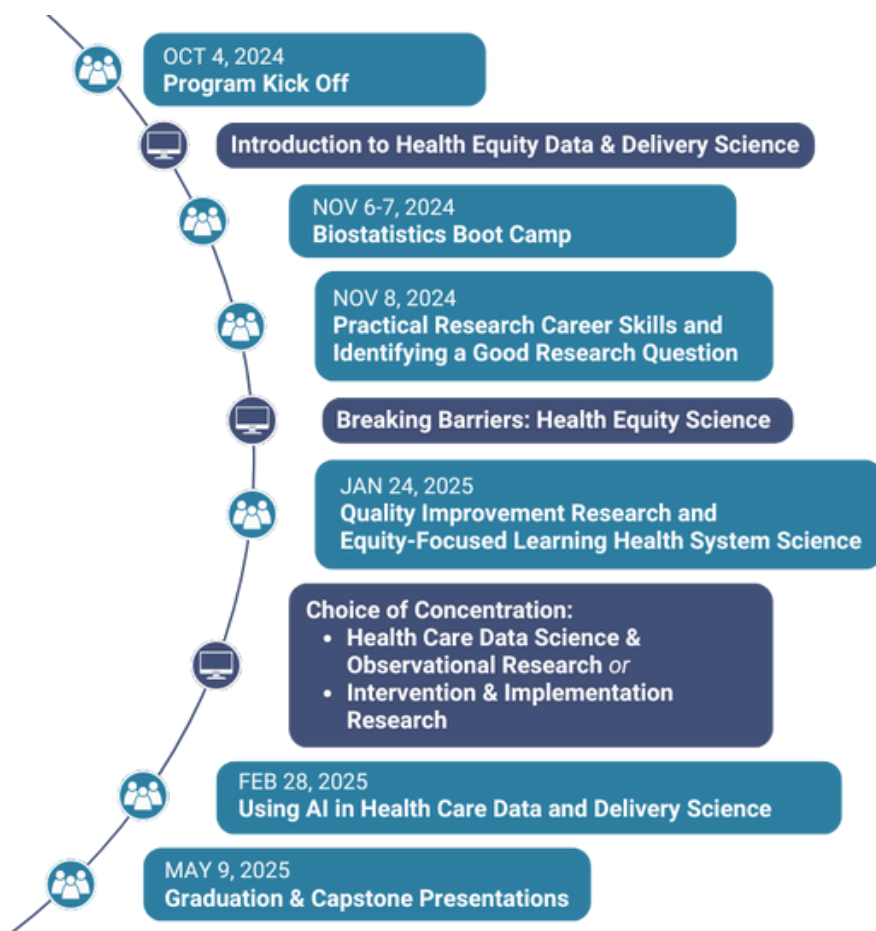 OCT 4, 2024
Program Kick Off
Introduction to Health Equity Data & Delivery Science
NOV 6-7, 2024
Biostatistics Boot Camp
NOV 8, 2024
Practical Research Career Skills and
Identifying a Good Research Question
Breaking Barriers: Health Equity Science
JAN 24, 2025
Quality Improvement Research and
Equity-Focused Learning Health System Science
Choice of Concentration:
• Health Care Data Science &
Observational Research or
• Intervention & Implementation
Research
FEB 28, 2025
Using AI in Health Care Data and Delivery Science
MAY 9, 2025
Graduation & Capstone Presentations